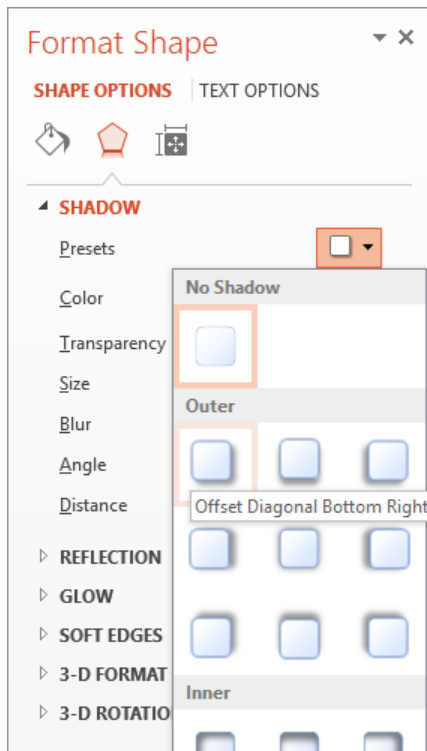 Format Shape
SHAPE OPTIONS TEXT OPTIONS
SHADOW
Presets
No Shadow
Color
Transparency
Size
Outer
Blur
Angle
Distance
Offset Diagonal Bottom Right
REFLECTION
GLOW
SOFT EDGES
3-D FORMAT
Inner
3-D ROTATIO